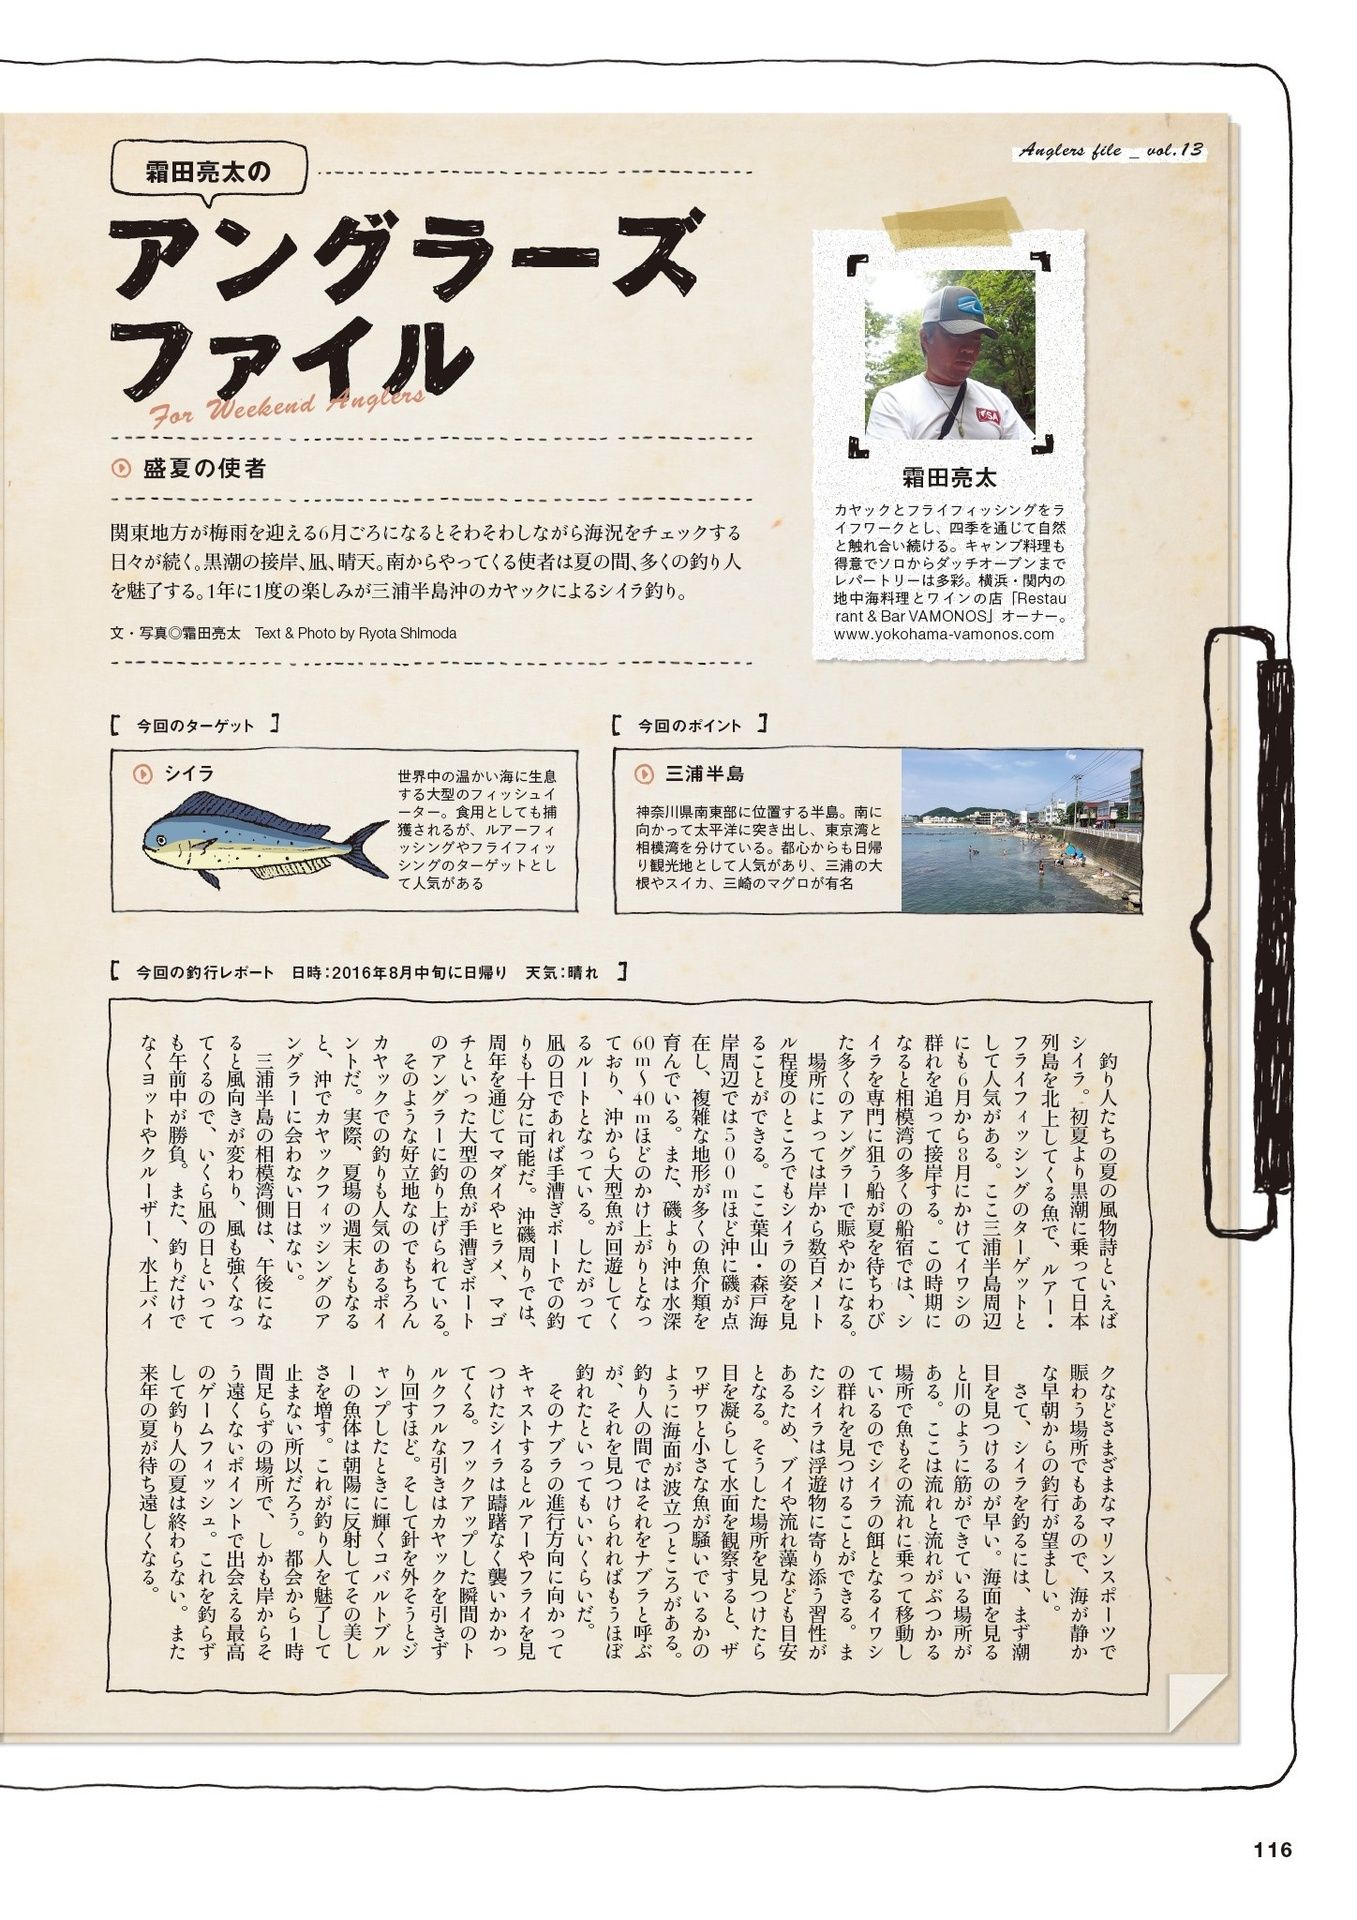 Anglers file _ vol.13
霜田亮太の
アングラーズ
ファイル
For Weekend Anglers
盛夏の使者
関東地方が梅雨を迎える6月ごろになるとそわそわしながら海況をチェックする
日々が続く。黒潮の接岸、凪、晴天。南からやってくる使者は夏の間、多くの釣り人
を魅了する。1年に1度の楽しみが三浦半島沖のカヤックによるシイラ釣り。
文・写真◎霜田亮太　Text & Photo by Ryota ShImoda
霜田亮太
カヤックとフライフィッシングをラ
イフワークとし、四季を通じて自然
と触れ合い続ける。キャンプ料理も
得意でソロからダッチオーブンまで
レパートリーは多彩。横浜・関内の
地中海料理とワインの店「Restau
rant & Bar VAMONOS」オーナー。
www.yokohama-vamonos.com
［ 今回のターゲット ］
シイラ
世界中の温かい海に生息
する大型のフィッシュイ
ーター。食用としても捕
獲されるが、ルアーフィ
ッシングやフライフィッ
シングのターゲットとし
て人気がある
［ 今回のポイント ］
三浦半島
神奈川県南東部に位置する半島。南に
向かって太平洋に突き出し、東京湾と
相模湾を分けている。都心からも日帰
り観光地として人気があり、三浦の大
根やスイカ、三崎のマグロが有名
［ 今回の釣行レポート　日時：2016年8月中旬に日帰り　天気：晴れ ］
釣り人たちの夏の風物詩といえば
シイラ。初夏より黒潮に乗って日本
列島を北上してくる魚で、ルアー・
フライフィッシングのターゲットと
して人気がある。ここ三浦半島周辺
にも6月から8月にかけてイワシの
群れを追って接岸する。この時期に
なると相模湾の多くの船宿では、シ
イラを専門に狙う船が夏を待ちわび
た多くのアングラーで賑やかになる。
場所によっては岸から数百メート
ル程度のところでもシイラの姿を見
ることができる。ここ葉山・森戸海
岸周辺では500mほど沖に磯が点
在し、複雑な地形が多くの魚介類を
育んでいる。また、磯より沖は水深
60m〜40mほどのかけ上がりとなっ
ており、沖から大型魚が回遊してく
るルートとなっている。したがって
凪の日であれば手漕ぎボートでの釣
りも十分に可能だ。沖磯周りでは、
周年を通じてマダイやヒラメ、マゴ
チといった大型の魚が手漕ぎボート
のアングラーに釣り上げられている。
そのような好立地なのでもちろん
カヤックでの釣りも人気のあるポイ
ントだ。実際、夏場の週末ともなる
と、沖でカヤックフィッシングのア
ングラーに会わない日はない。
三浦半島の相模湾側は、午後にな
ると風向きが変わり、風も強くなっ
てくるので、いくら凪の日といって
も午前中が勝負。また、釣りだけで
なくヨットやクルーザー、水上バイ
クなどさまざまなマリンスポーツで
賑わう場所でもあるので、海が静か
な早朝からの釣行が望ましい。
さて、シイラを釣るには、まず潮
目を見つけるのが早い。海面を見る
と川のように筋ができている場所が
ある。ここは流れと流れがぶつかる
場所で魚もその流れに乗って移動し
ているのでシイラの餌となるイワシ
の群れを見つけることができる。ま
たシイラは浮遊物に寄り添う習性が
あるため、ブイや流れ藻なども目安
となる。そうした場所を見つけたら
目を凝らして水面を観察すると、ザ
ワザワと小さな魚が騒いでいるかの
ように海面が波立つところがある。
釣り人の間ではそれをナブラと呼ぶ
が、それを見つけられればもうほぼ
釣れたといってもいいくらいだ。
そのナブラの進行方向に向かって
キャストするとルアーやフライを見
つけたシイラは躊躇なく襲いかかっ
てくる。フックアップした瞬間のト
ルクフルな引きはカヤックを引きず
り回すほど。そして針を外そうとジ
ャンプしたときに輝くコバルトブル
ーの魚体は朝陽に反射してその美し
さを増す。これが釣り人を魅了して
止まない所以だろう。都会から1時
間足らずの場所で、しかも岸からそ
う遠くないポイントで出会える最高
のゲームフィッシュ。これを釣らず
して釣り人の夏は終わらない。また
来年の夏が待ち遠しくなる。
116